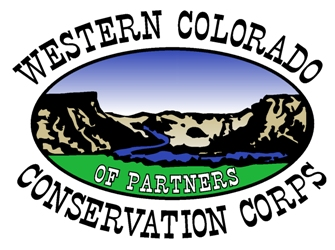 WESTERN COLORADO
OF PARTNERS
CONSERVATION CORPS